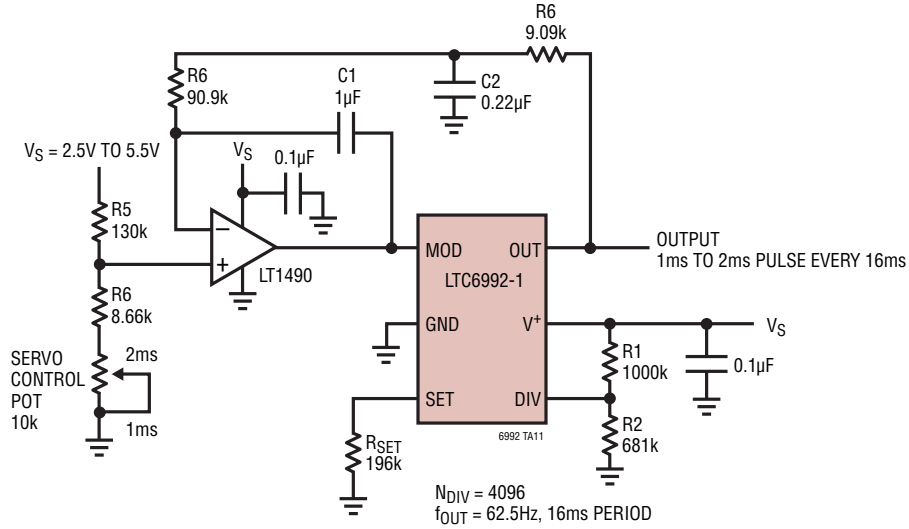 R6
9.09k
R6
90.9k
C1
1µF
C2
0.22µF
VS = 2.5V TO 5.5V
VS
0.1µF
R5
130k
−
+
LT1490
MOD
OUT
OUTPUT
1ms TO 2ms PULSE EVERY 16ms
LTC6992-1
R6
8.66k
GND
V+
VS
SERVO
CONTROL
POT
10k
2ms
1ms
R1
1000k
0.1µF
SET
DIV
6992 TA11
R2
681k
RSET
196k
NDIV = 4096
fOUT = 62.5Hz, 16ms PERIOD